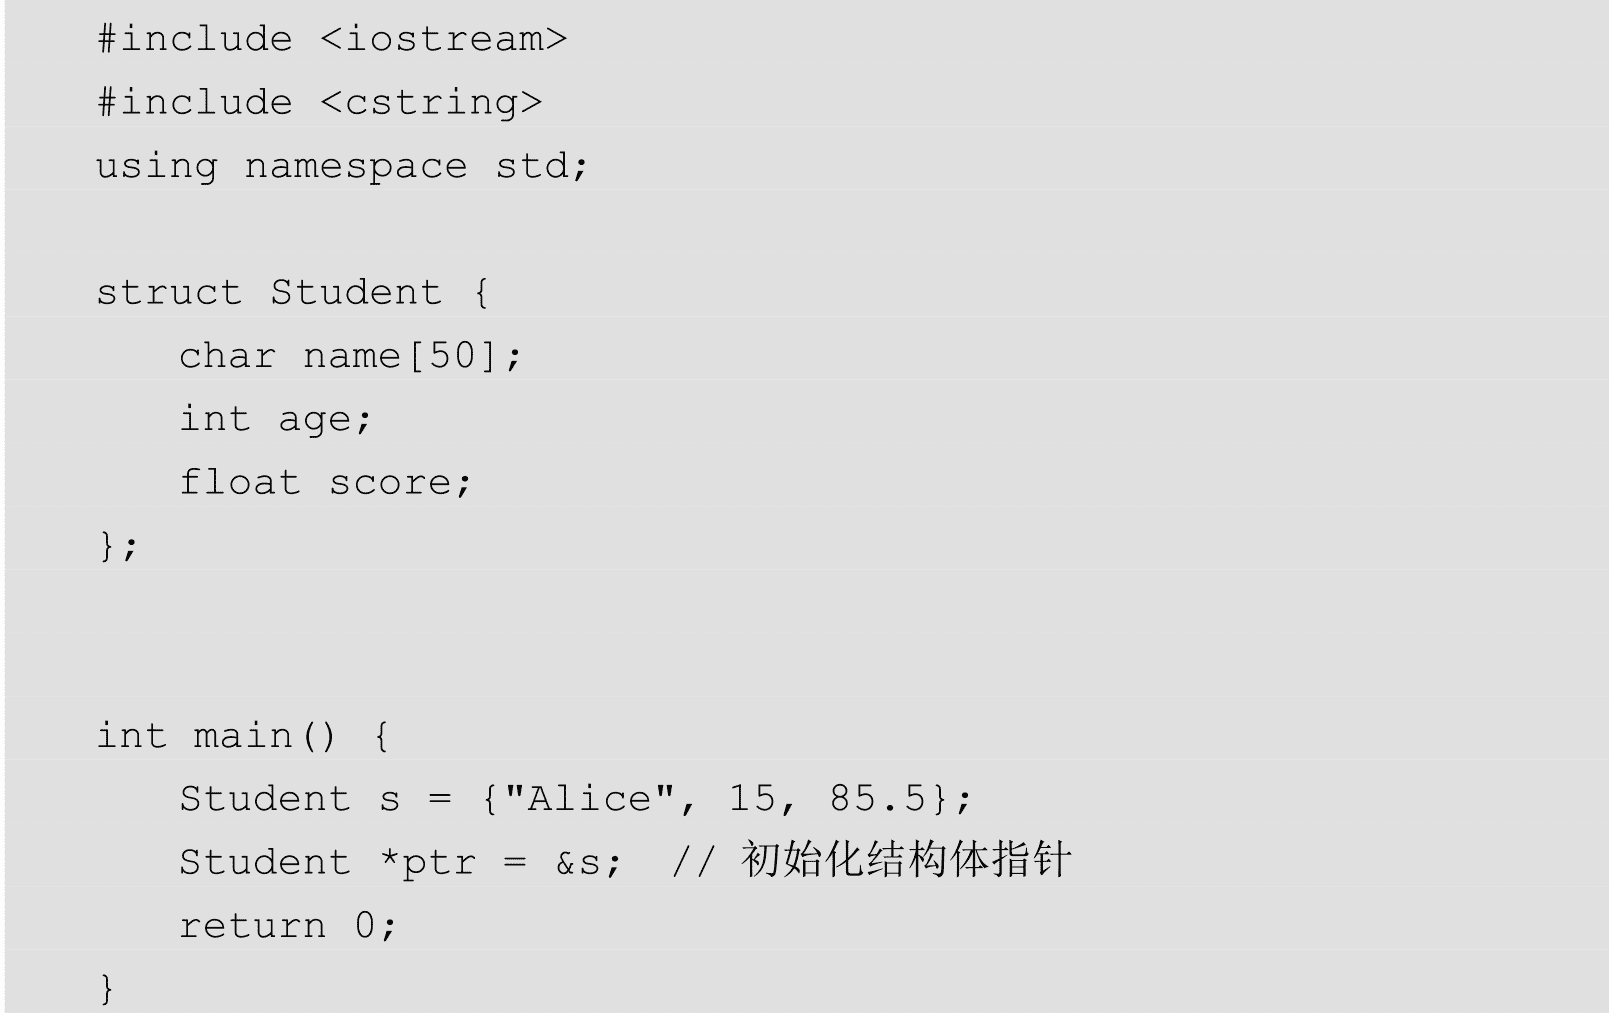 #include <iostream>
#include <cstring>
using namespace std;
struct Student {
char name[50];
int age;
float score;
};
int main() {
Student s = {"Alice", 15, 85.5};
Student *ptr = &s; // 初始化结构体指针
return 0;
}